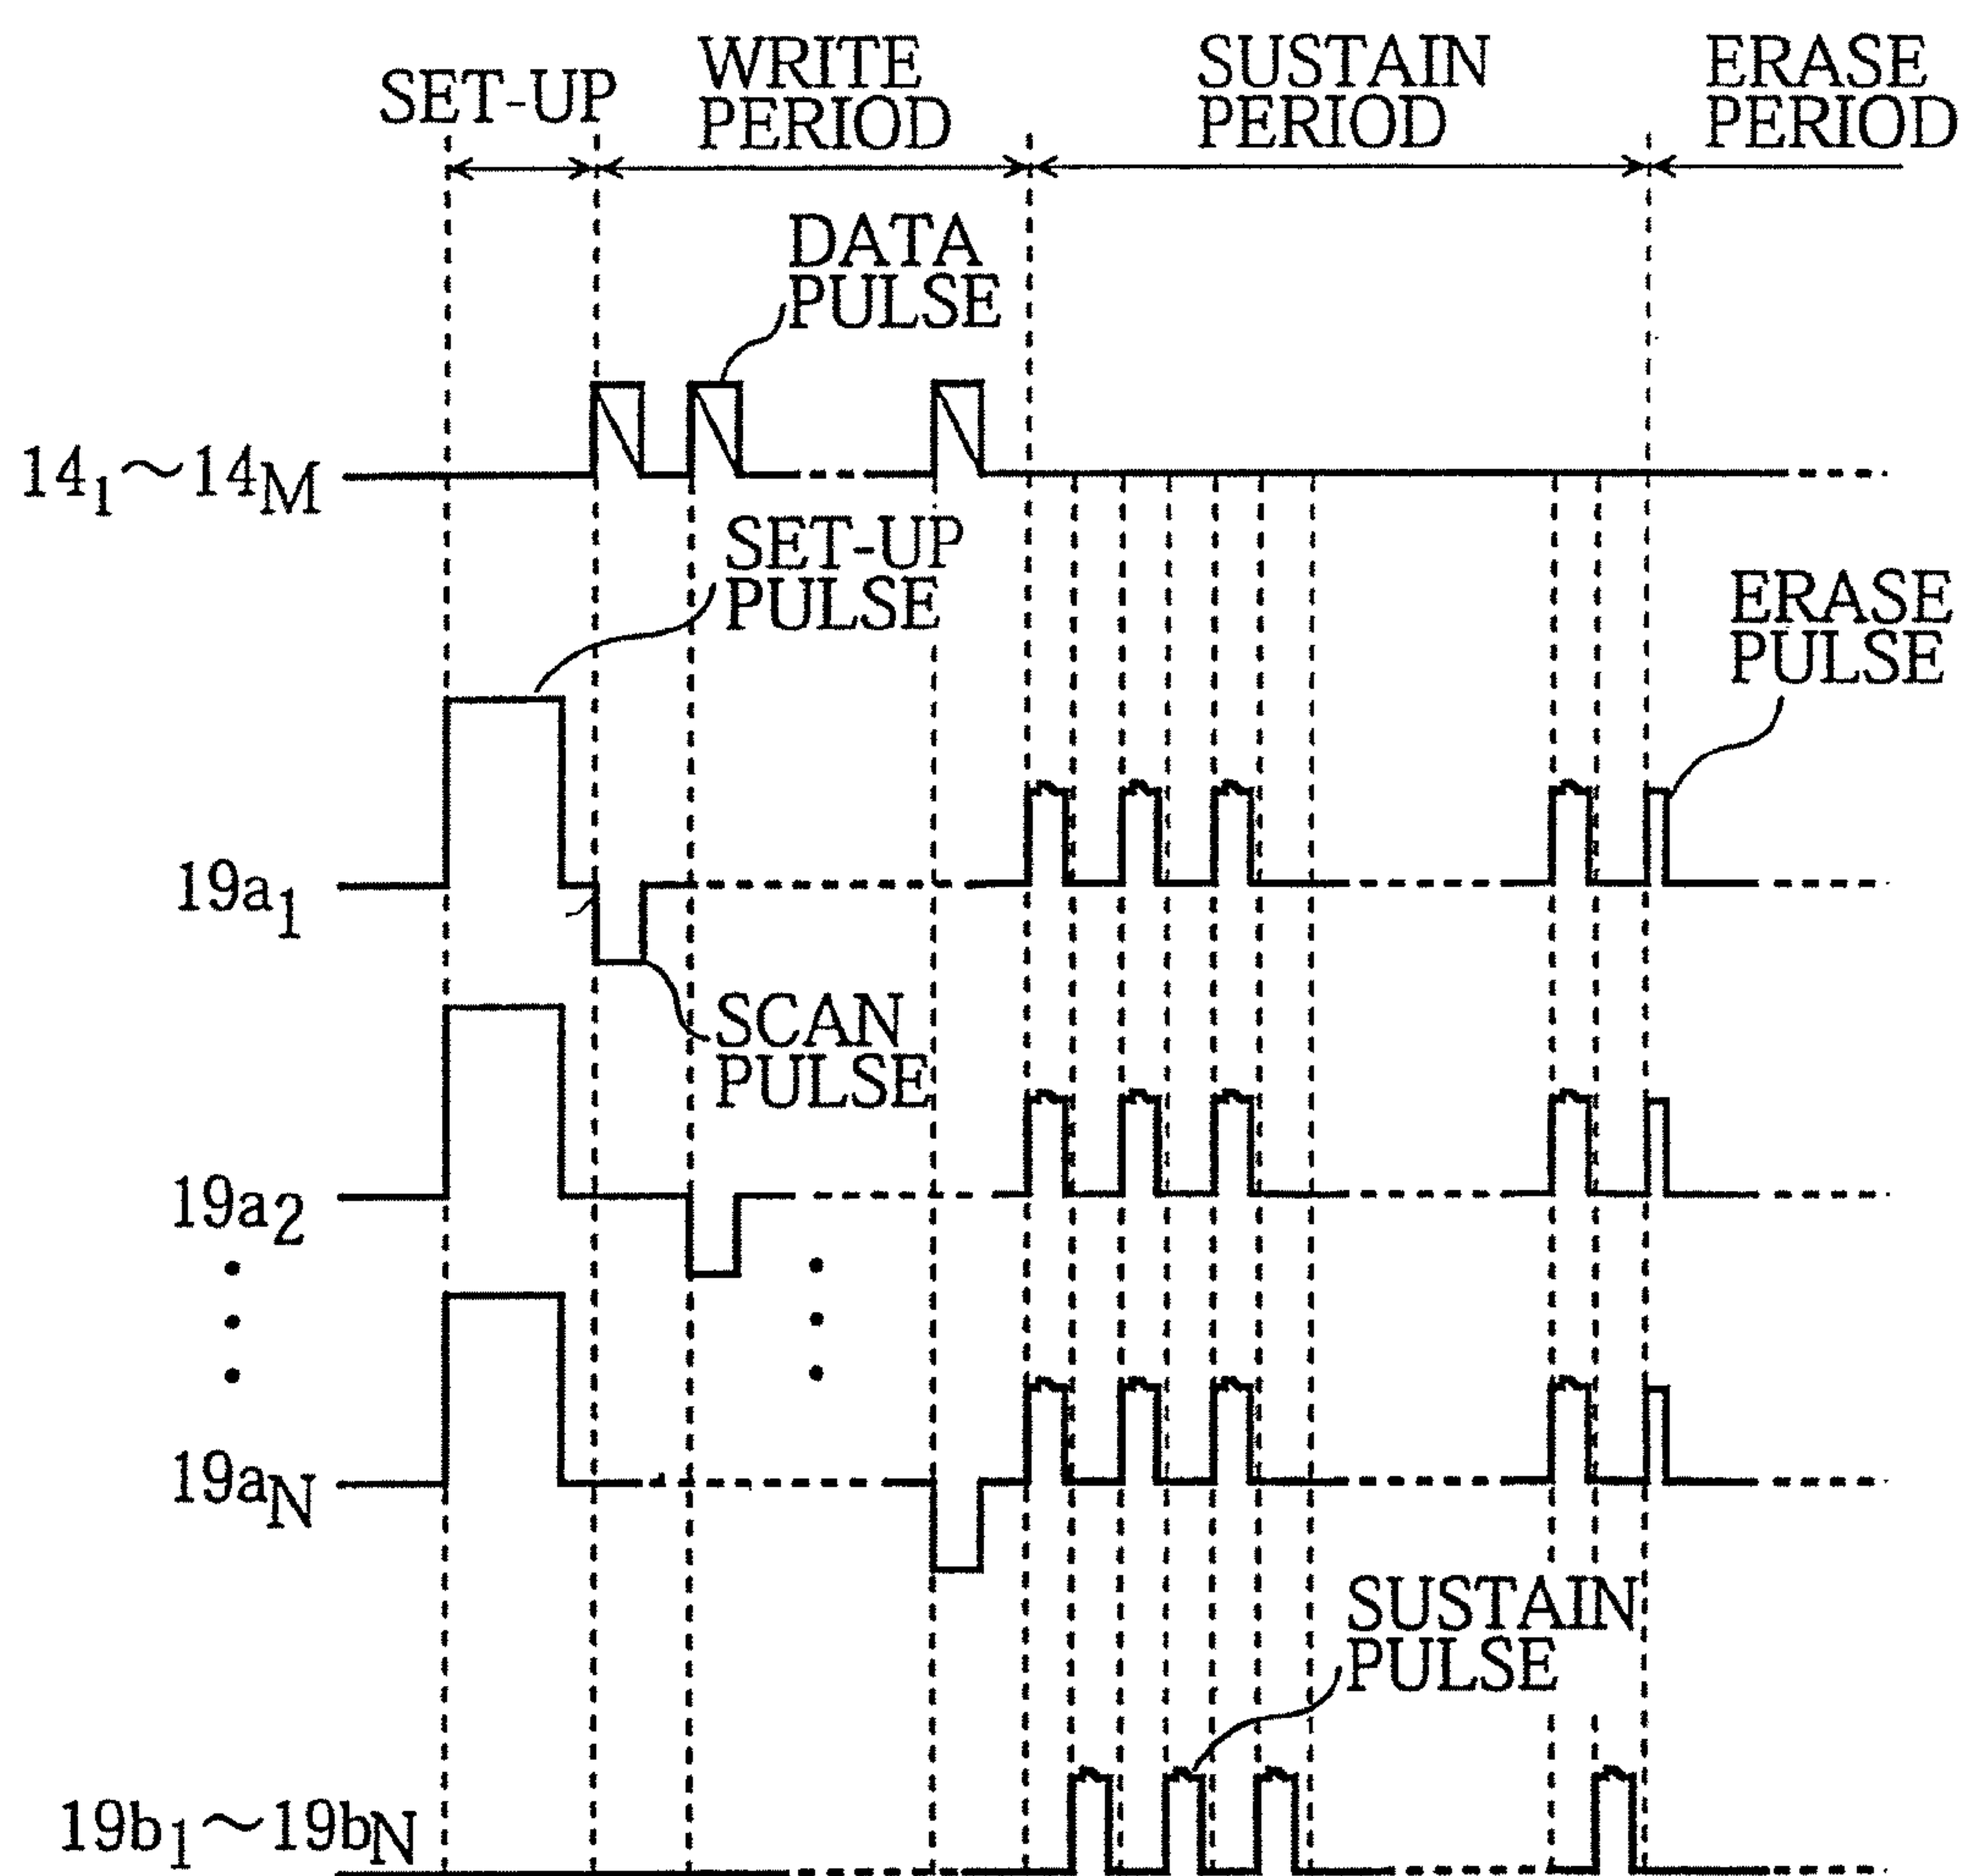 SET-UP
WRITE
PERIOD
SUSTAIN
PERIOD
ERASE
PERIOD
DATA
PULSE
14₁~14M
SET-UP
PULSE
ERASE
PULSE
19a₁
SCAN
PULSE
19a₂
19aN
SUSTAIN
PULSE
19b₁~19bN